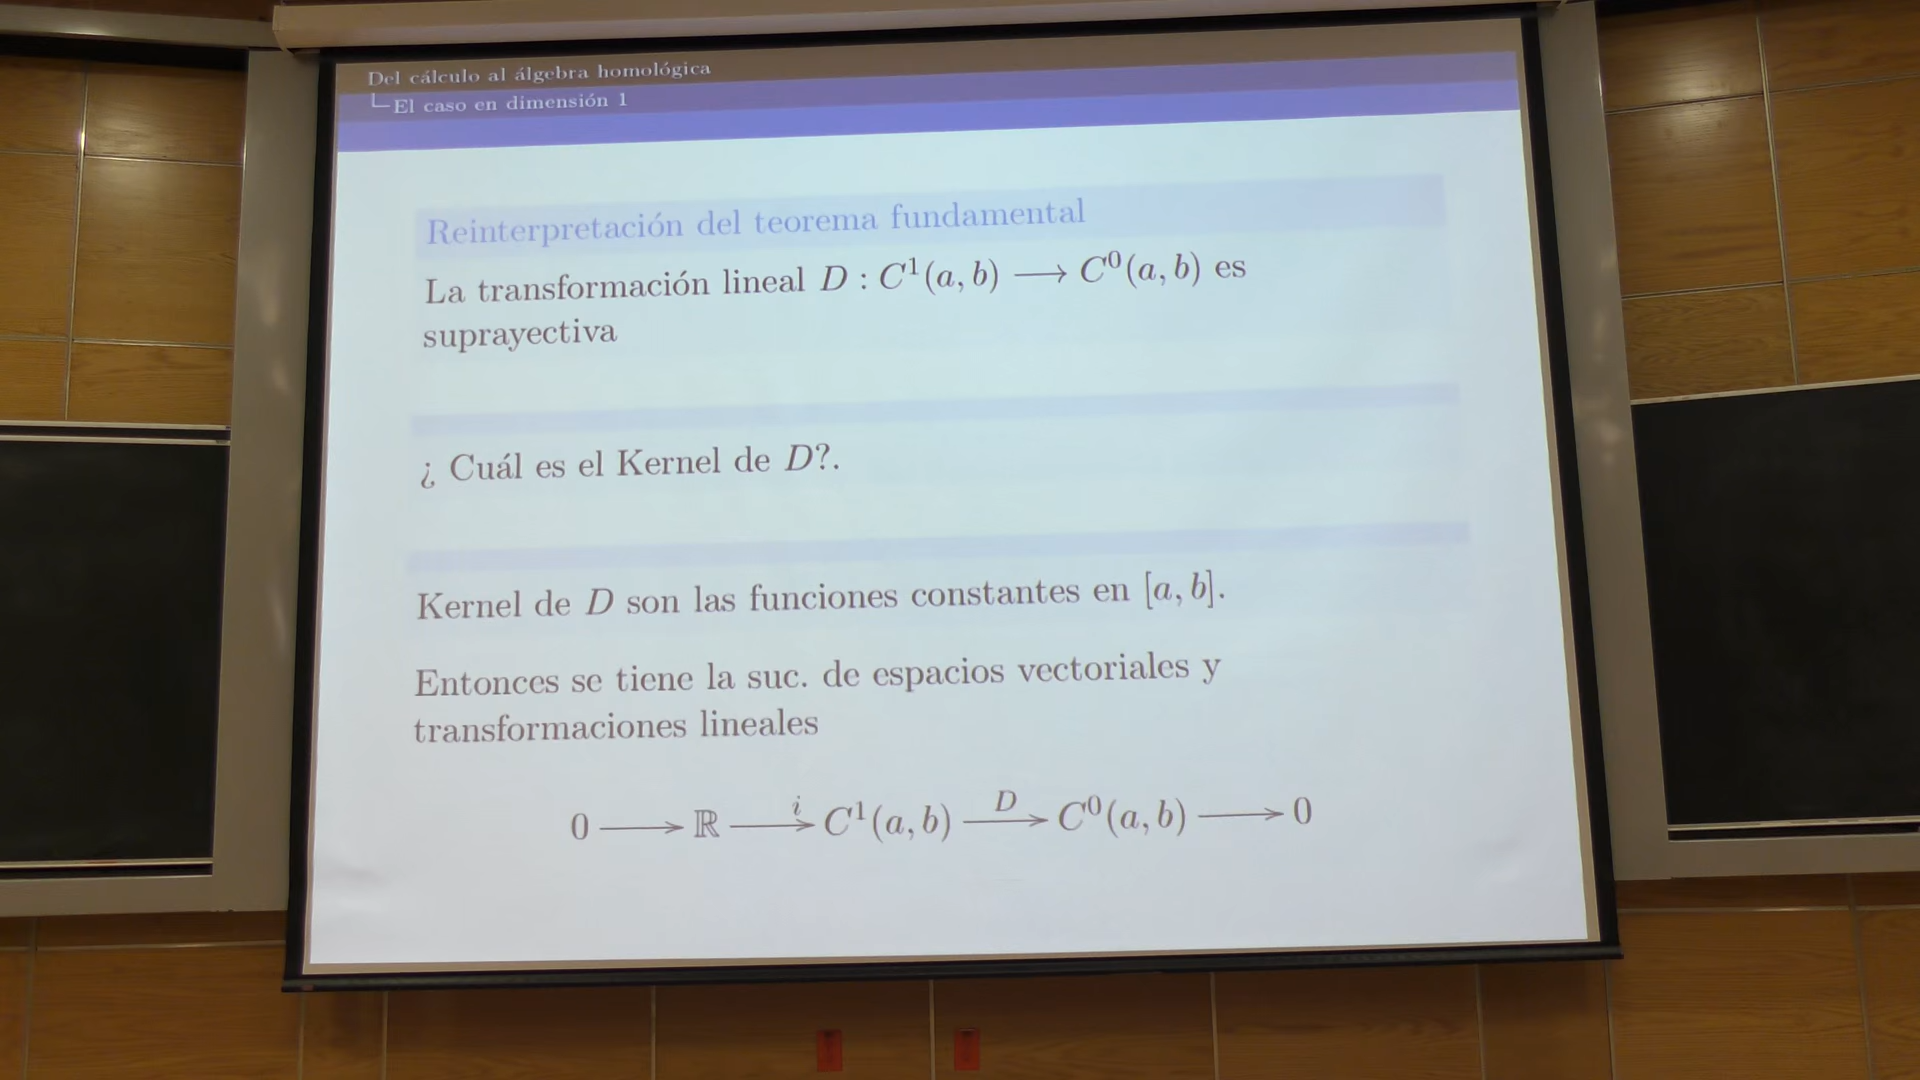 Del cálculo al álgebra homológica
El caso en dimensión 1
Reinterpretación del teorema fundamental
La transformación lineal D : C¹(a, b) ⟶ C⁰(a, b) es
suprayectiva
¿ Cuál es el Kernel de D?.
Kernel de D son las funciones constantes en [a, b].
Entonces se tiene la suc. de espacios vectoriales y
transformaciones lineales
0 ⟶ ℝ ⟶ⁱ C¹(a, b) ⟶ᴰ C⁰(a, b) ⟶ 0